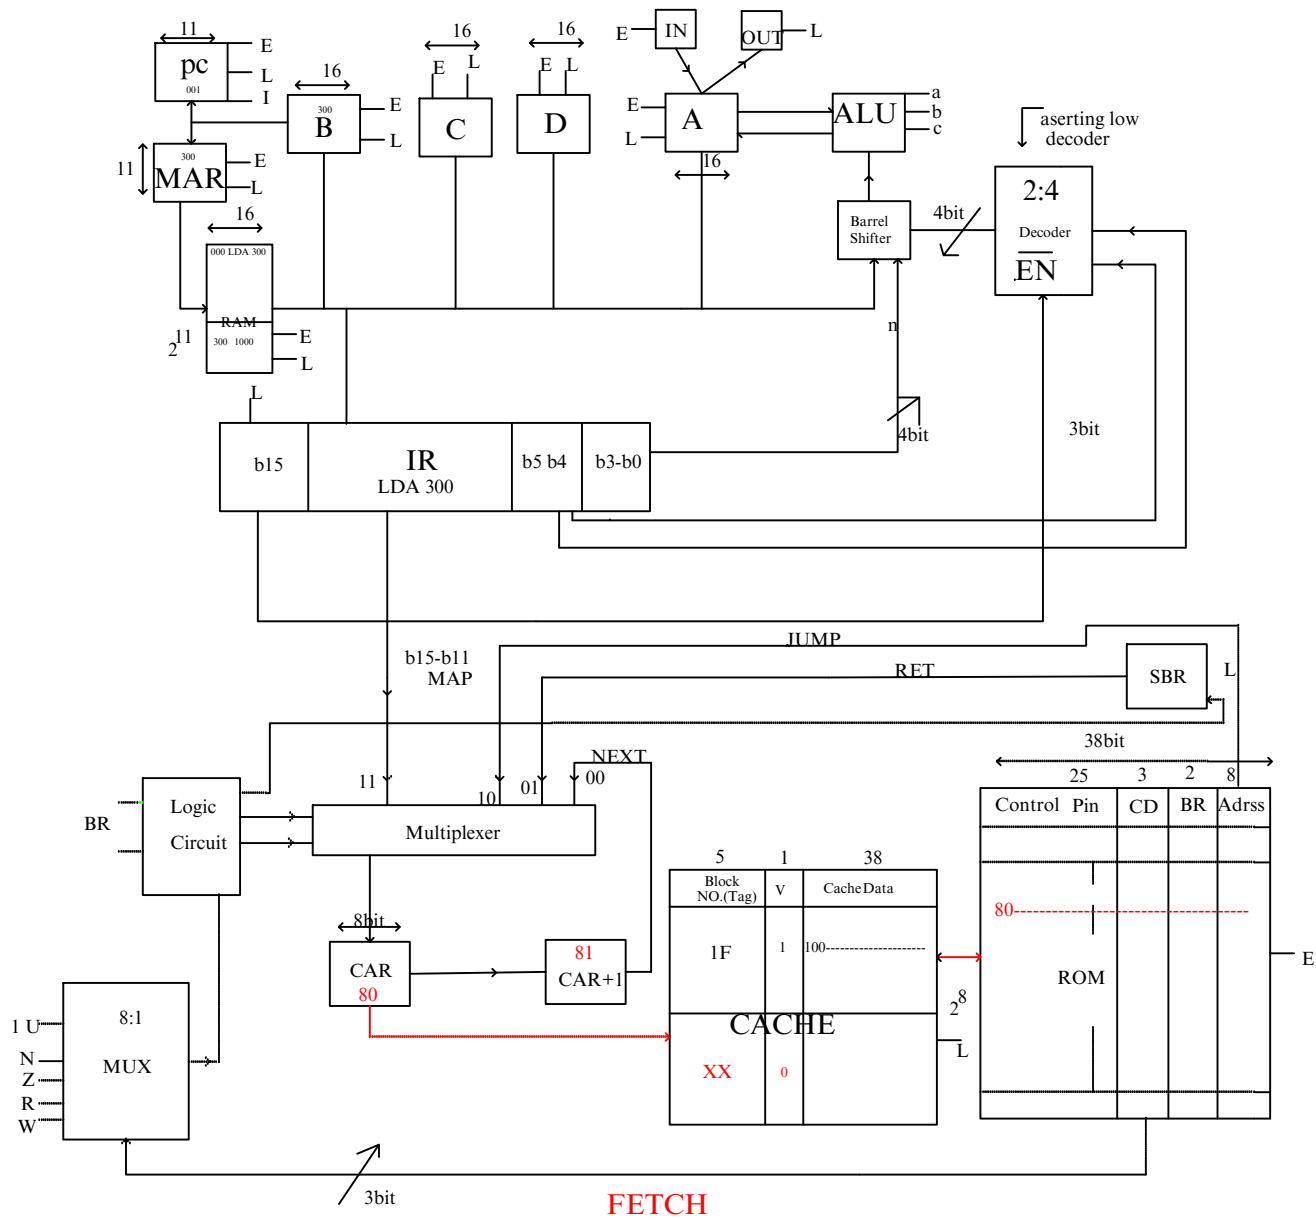 11
E
pc
L
001
I
16
300
B
E
L
16
E
L
C
16
E
L
D
E
IN
OUT
L
E
A
L
16
ALU
a
b
c
aserting low
decoder
11
300
MAR
E
L
16
000 LDA 300
RAM
300 1000
E
L
2^11
Barrel
Shifter
4bit
2:4
Decoder
EN
n
4bit
3bit
L
b15
IR
LDA 300
b5 b4
b3-b0
b15-b11
MAP
JUMP
RET
SBR
L
NEXT
11
10
01
00
BR
Logic
Circuit
Multiplexer
8bit
CAR
80
81
CAR+1
38bit
25
3
2
8
Control Pin
CD
BR
Adrss
80
ROM
E
5
1
38
Block
NO.(Tag)
V
Cache Data
1F
1
100
CACHE
XX
0
2^8
L
1 U
N
Z
R
W
8:1
MUX
3bit
FETCH